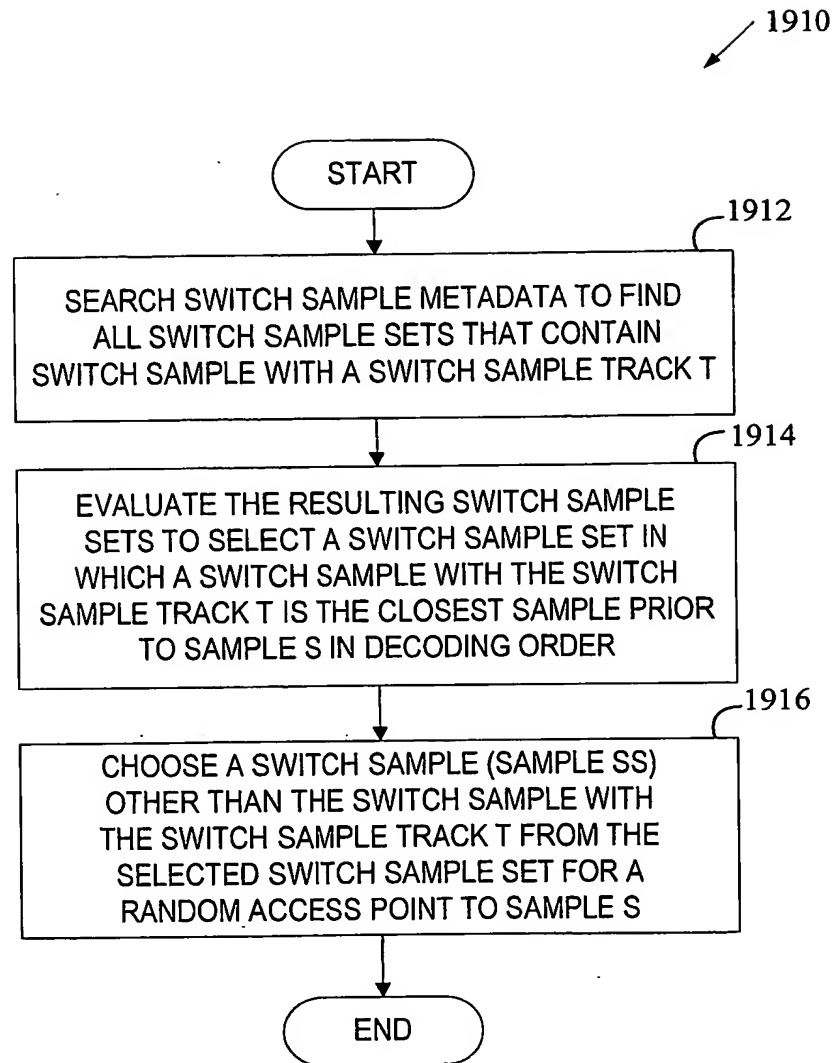 1910
START
1912
SEARCH SWITCH SAMPLE METADATA TO FIND
ALL SWITCH SAMPLE SETS THAT CONTAIN
SWITCH SAMPLE WITH A SWITCH SAMPLE TRACK T
1914
EVALUATE THE RESULTING SWITCH SAMPLE
SETS TO SELECT A SWITCH SAMPLE SET IN
WHICH A SWITCH SAMPLE WITH THE SWITCH
SAMPLE TRACK T IS THE CLOSEST SAMPLE PRIOR
TO SAMPLE S IN DECODING ORDER
1916
CHOOSE A SWITCH SAMPLE (SAMPLE SS)
OTHER THAN THE SWITCH SAMPLE WITH
THE SWITCH SAMPLE TRACK T FROM THE
SELECTED SWITCH SAMPLE SET FOR A
RANDOM ACCESS POINT TO SAMPLE S
END